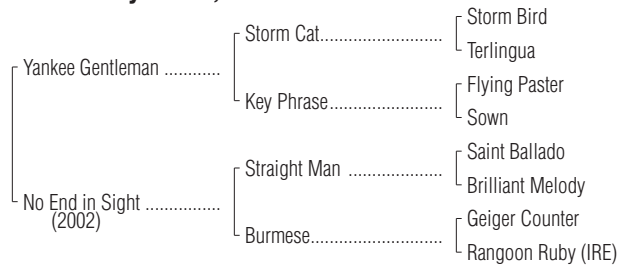 Storm Bird
Storm Cat..............................
Terlingua
Yankee Gentleman ............
Flying Paster
Key Phrase...........................
Sown
Saint Ballado
Straight Man ......................
Brilliant Melody
No End in Sight ................
(2002)
Geiger Counter
Burmese...............................
Rangoon Ruby (IRE)